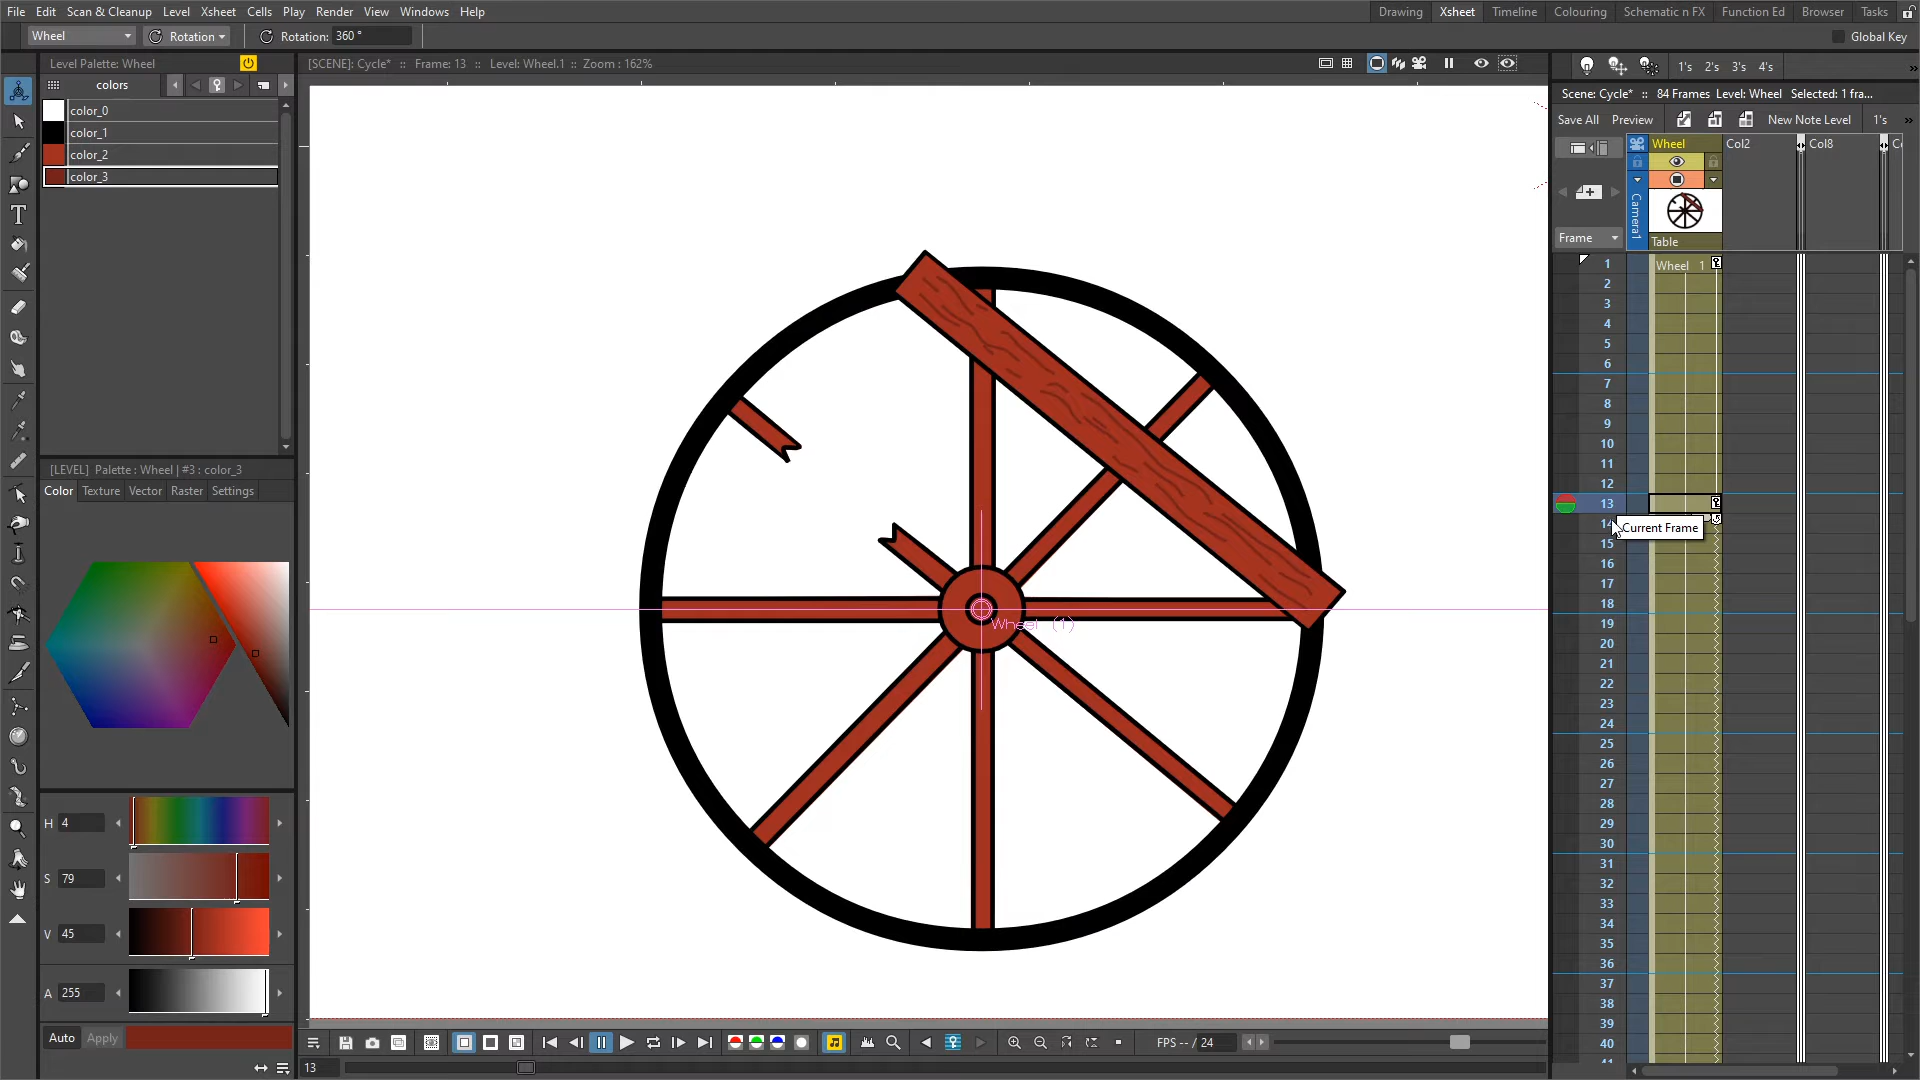 File Edit Scan & Cleanup Level Xsheet Cells Play Render View Windows Help
Drawing Xsheet Timeline Colouring Schematic n FX Function Ed Browser Tasks
Wheel Rotation Rotation: 360 ° Global Key
Level Palette: Wheel
[SCENE]: Cycle* :: Frame: 13 :: Level: Wheel.1 :: Zoom : 162%
1's 2's 3's 4's
colors
Scene: Cycle* :: 84 Frames Level: Wheel Selected: 1 fra...
color_0
color_1
color_2
color_3
Save All Preview New Note Level 1's
Wheel Col2 Col8
Camera1
Frame
Table
Wheel 1
1
2
3
4
5
6
7
8
9
10
11
12
13
14
Current Frame
15
16
17
18
19
20
21
22
23
24
25
26
27
28
29
30
31
32
33
34
35
36
37
38
39
40
41
[LEVEL] Palette : Wheel | #3 : color_3
Color Texture Vector Raster Settings
Wheel (1)
H 4
S 79
V 45
A 255
Auto Apply
FPS -- / 24
13